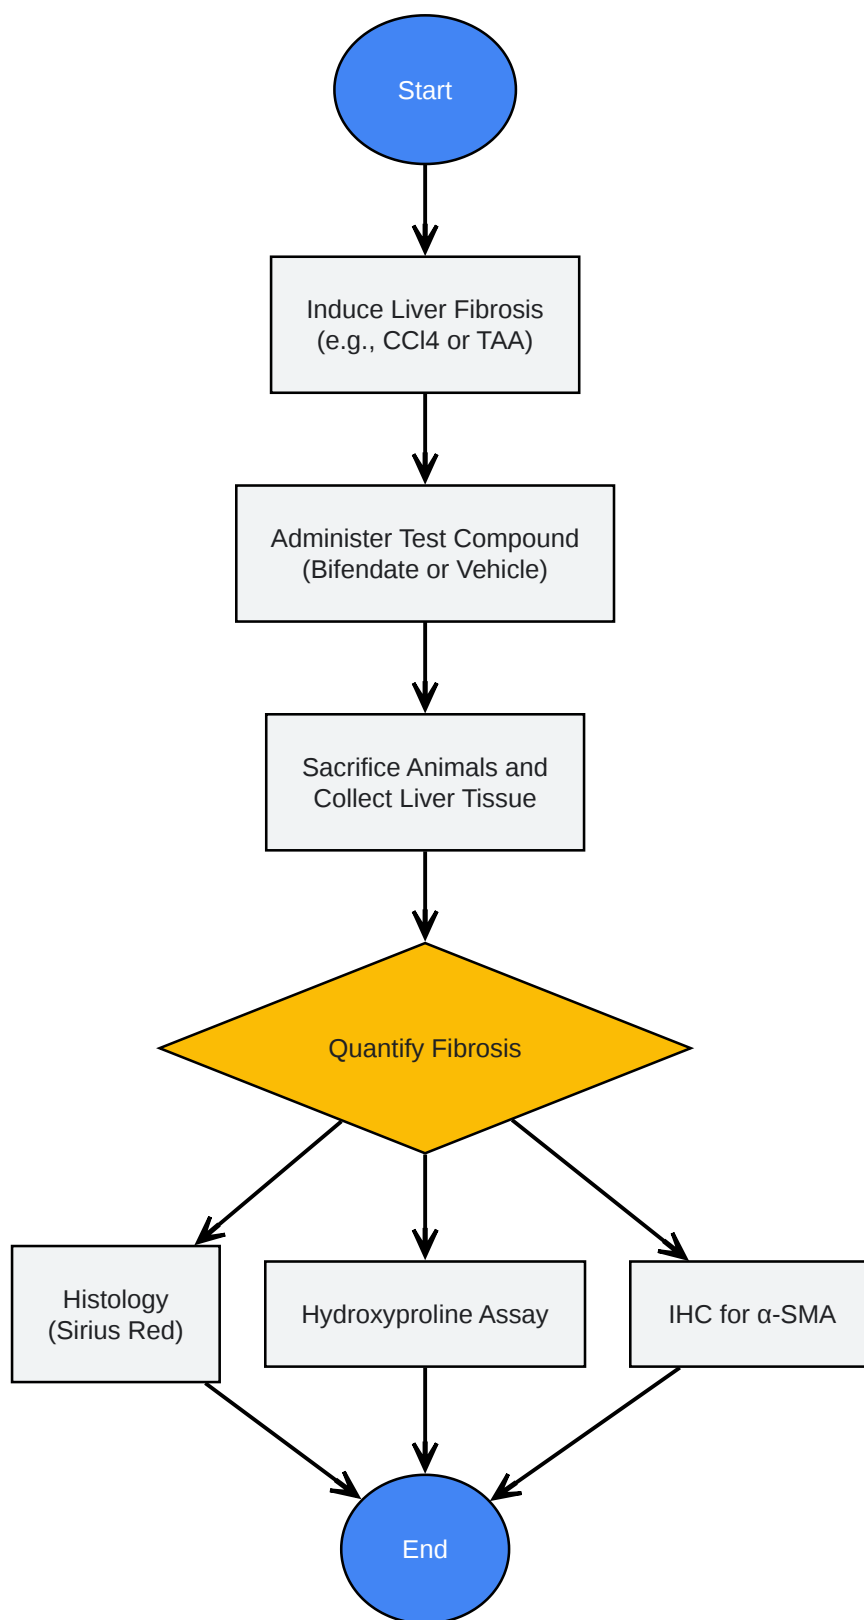 Start
Induce Liver Fibrosis
(e.g., CCl4 or TAA)
Administer Test Compound
(Bifendate or Vehicle)
Sacrifice Animals and
Collect Liver Tissue
Quantify Fibrosis
Histology
(Sirius Red)
Hydroxyproline Assay
IHC for α-SMA
End